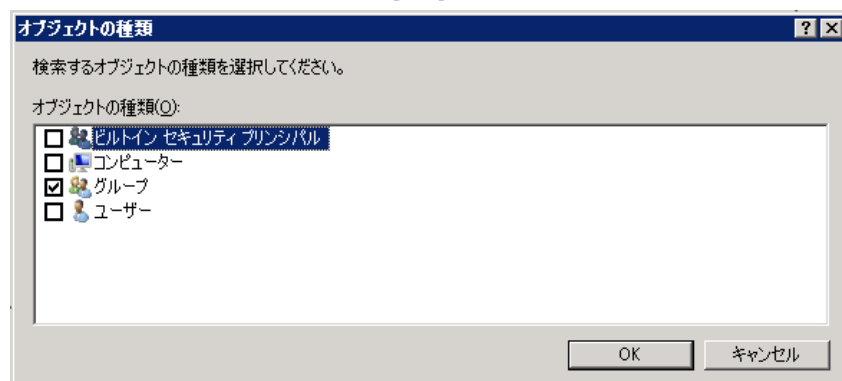 オブジェクトの種類
検索するオブジェクトの種類を選択してください。
オブジェクトの種類(O):
ビルトイン セキュリティ プリンシパル
コンピューター
グループ
ユーザー
OK キャンセル